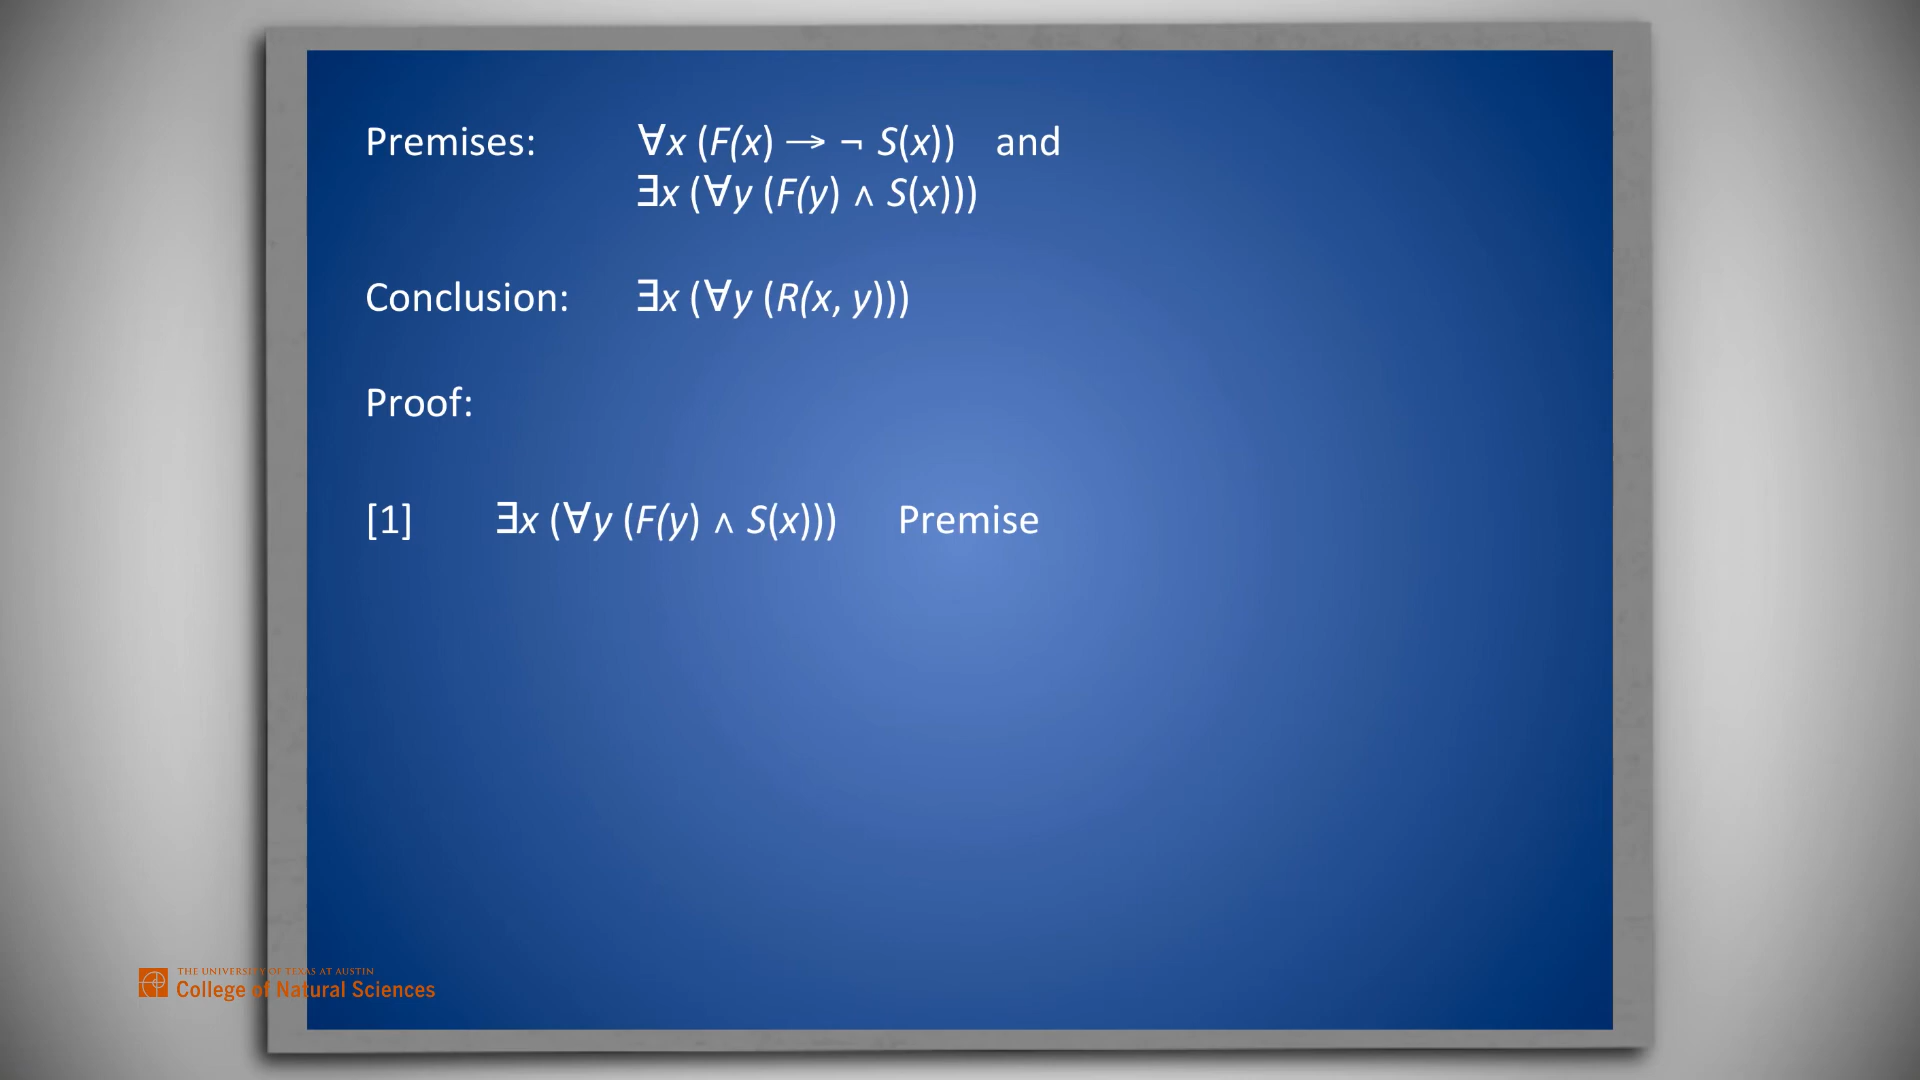 Premises: ∀x (F(x) → ¬ S(x)) and
∃x (∀y (F(y) ∧ S(x)))
Conclusion: ∃x (∀y (R(x, y)))
Proof:
[1] ∃x (∀y (F(y) ∧ S(x))) Premise
THE UNIVERSITY OF TEXAS AT AUSTIN
College of Natural Sciences